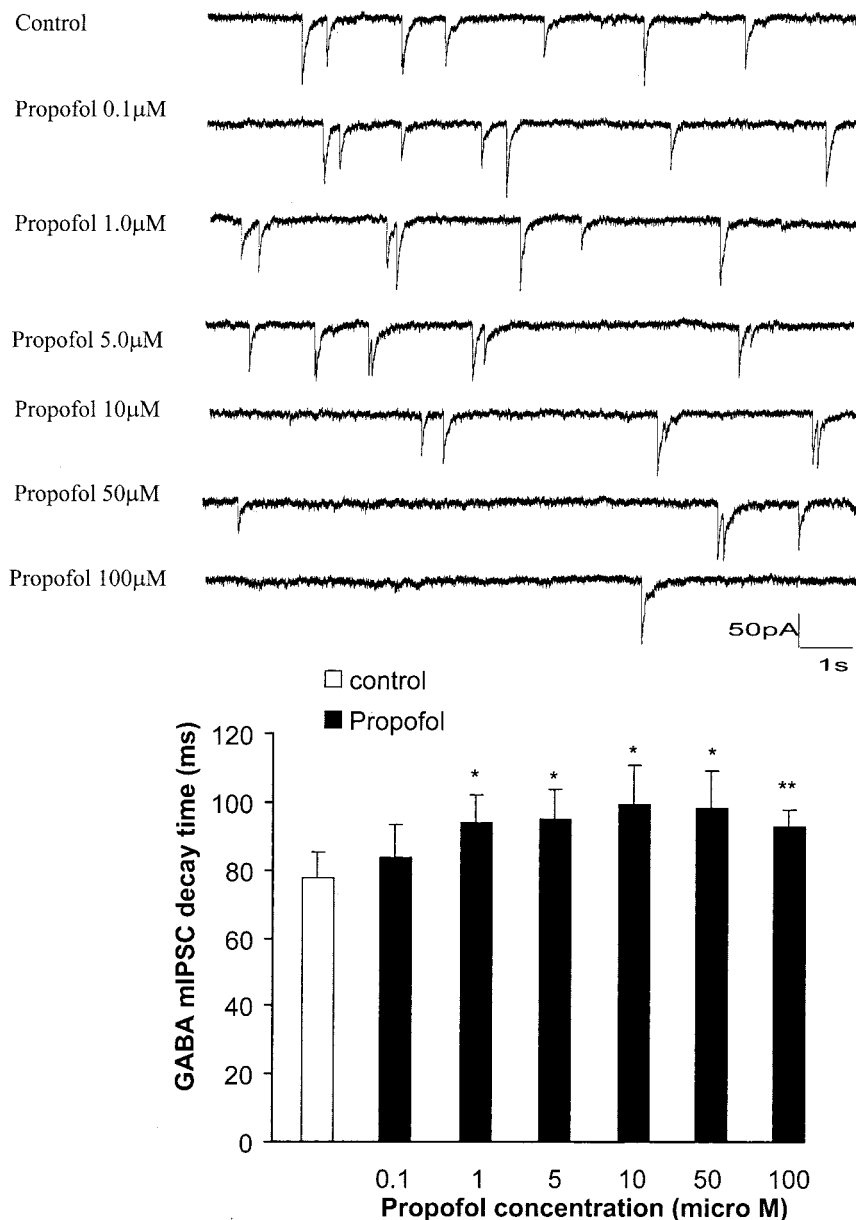 Control
Propofol 0.1μM
Propofol 1.0μM
Propofol 5.0μM
Propofol 10μM
Propofol 50μM
Propofol 100μM
50pA
1s
control
Propofol
GABA mIPSC decay time (ms)
120
100
80
60
40
20
0
* * * * **
0.1 1 5 10 50 100
Propofol concentration (micro M)